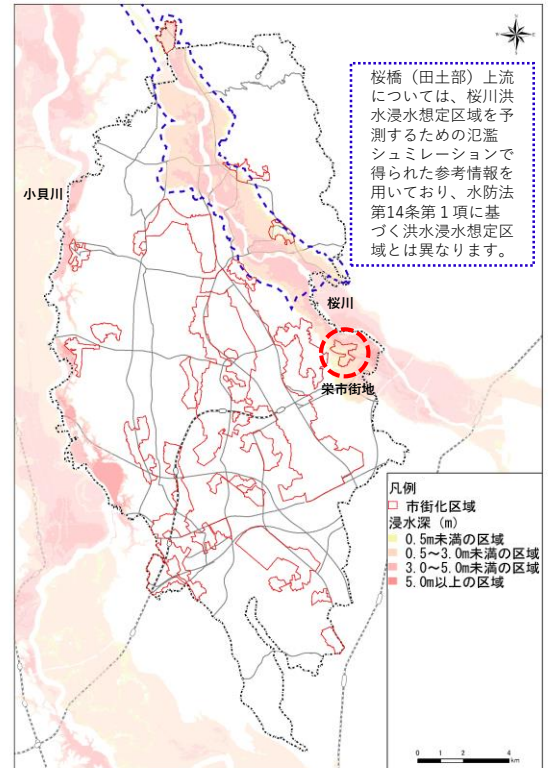 桜橋（田土部）上流
については、桜川洪
水浸水想定区域を予
測するための氾濫
シュミレーションで
得られた参考情報を
用いており、水防法
第14条第１項に基
づく洪水浸水想定区
域とは異なります。
小貝川
桜川
栄市街地
凡例
市街化区域
浸水深（m）
0.5m未満の区域
0.5～3.0m未満の区域
3.0～5.0m未満の区域
5.0m以上の区域
0 1 2 4
km